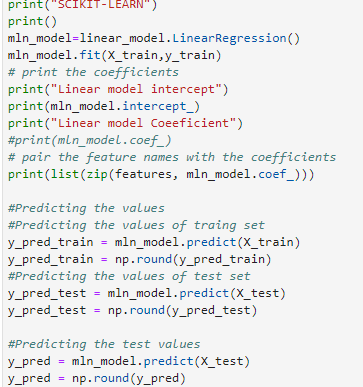 print("SCIKIT-LEARN")
print()
mln_model=linear_model.LinearRegression()
mln_model.fit(X_train,y_train)
# print the coefficients
print("Linear model intercept")
print(mln_model.intercept_)
print("Linear model Coeeficient")
#print(mln_model.coef_)
# pair the feature names with the coefficients
print(list(zip(features, mln_model.coef_)))

#Predicting the values
#Predicting the values of traing set
y_pred_train = mln_model.predict(X_train)
y_pred_train = np.round(y_pred_train)
#Predicting the values of test set
y_pred_test = mln_model.predict(X_test)
y_pred_test = np.round(y_pred_test)

#Predicting the test values
y_pred = mln_model.predict(X_test)
y_pred = np.round(y_pred)